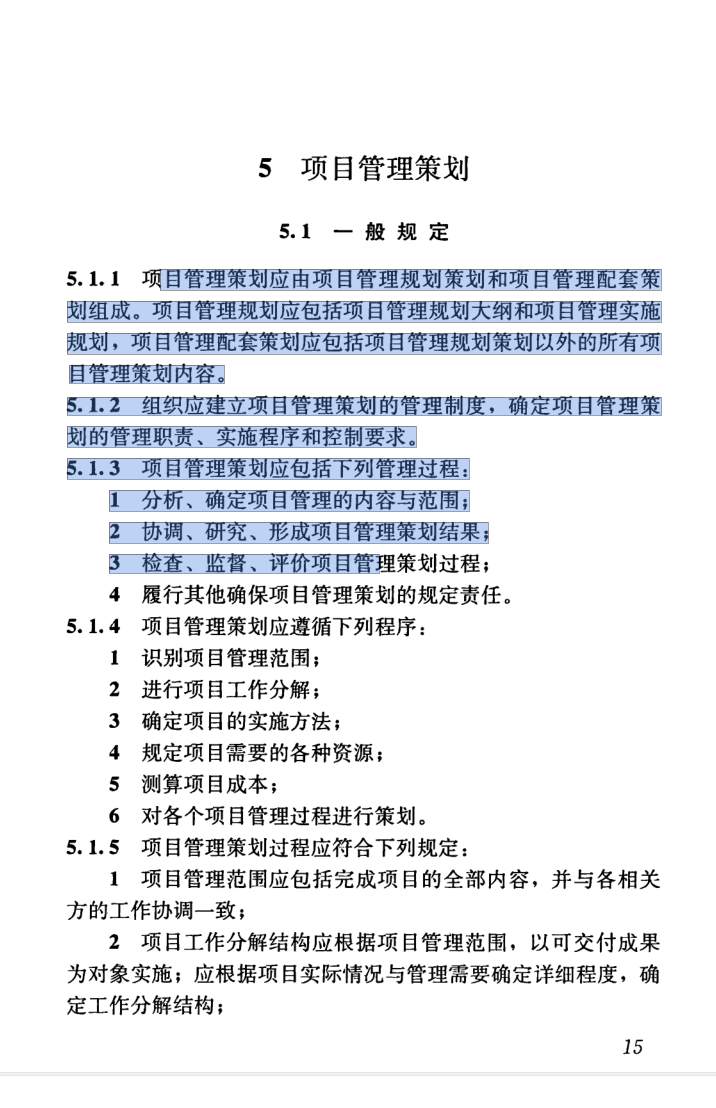 5 项目管理策划
5.1 一般规定
5.1.1 项目管理策划应由项目管理规划策划和项目管理配套策
划组成。项目管理规划应包括项目管理规划大纲和项目管理实施
规划，项目管理配套策划应包括项目管理规划策划以外的所有项
目管理策划内容。
5.1.2 组织应建立项目管理策划的管理制度，确定项目管理策
划的管理职责、实施程序和控制要求。
5.1.3 项目管理策划应包括下列管理过程：
1 分析、确定项目管理的内容与范围；
2 协调、研究、形成项目管理策划结果；
3 检查、监督、评价项目管理策划过程；
4 履行其他确保项目管理策划的规定责任。
5.1.4 项目管理策划应遵循下列程序：
1 识别项目管理范围；
2 进行项目工作分解；
3 确定项目的实施方法；
4 规定项目需要的各种资源；
5 测算项目成本；
6 对各个项目管理过程进行策划。
5.1.5 项目管理策划过程应符合下列规定：
1 项目管理范围应包括完成项目的全部内容，并与各相关
方的工作协调一致；
2 项目工作分解结构应根据项目管理范围，以可交付成果
为对象实施；应根据项目实际情况与管理需要确定详细程度，确
定工作分解结构；
15